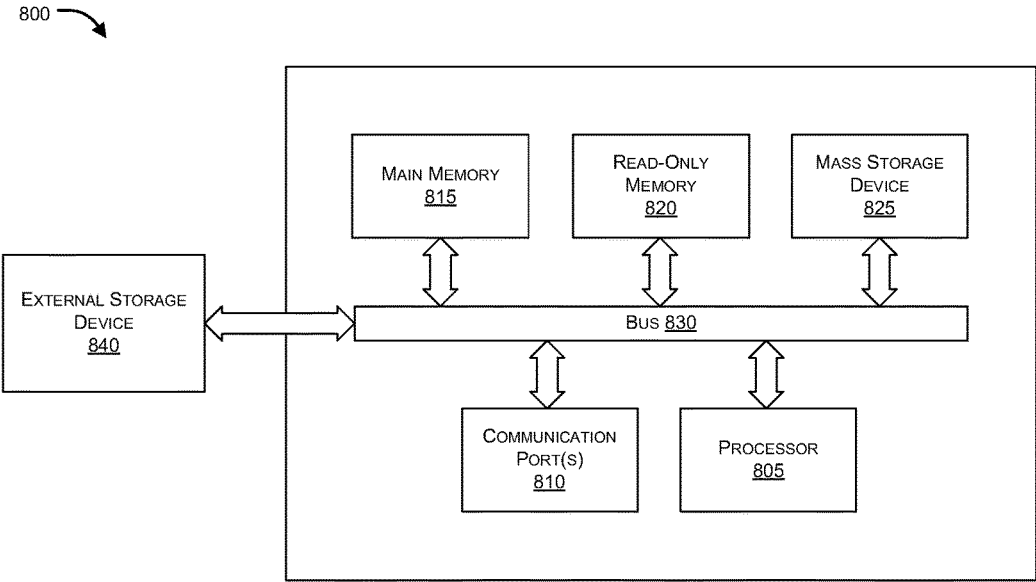 800
MAIN MEMORY
815
READ-ONLY
MEMORY
820
MASS STORAGE
DEVICE
825
EXTERNAL STORAGE
DEVICE
840
BUS 830
COMMUNICATION
PORT(S)
810
PROCESSOR
805